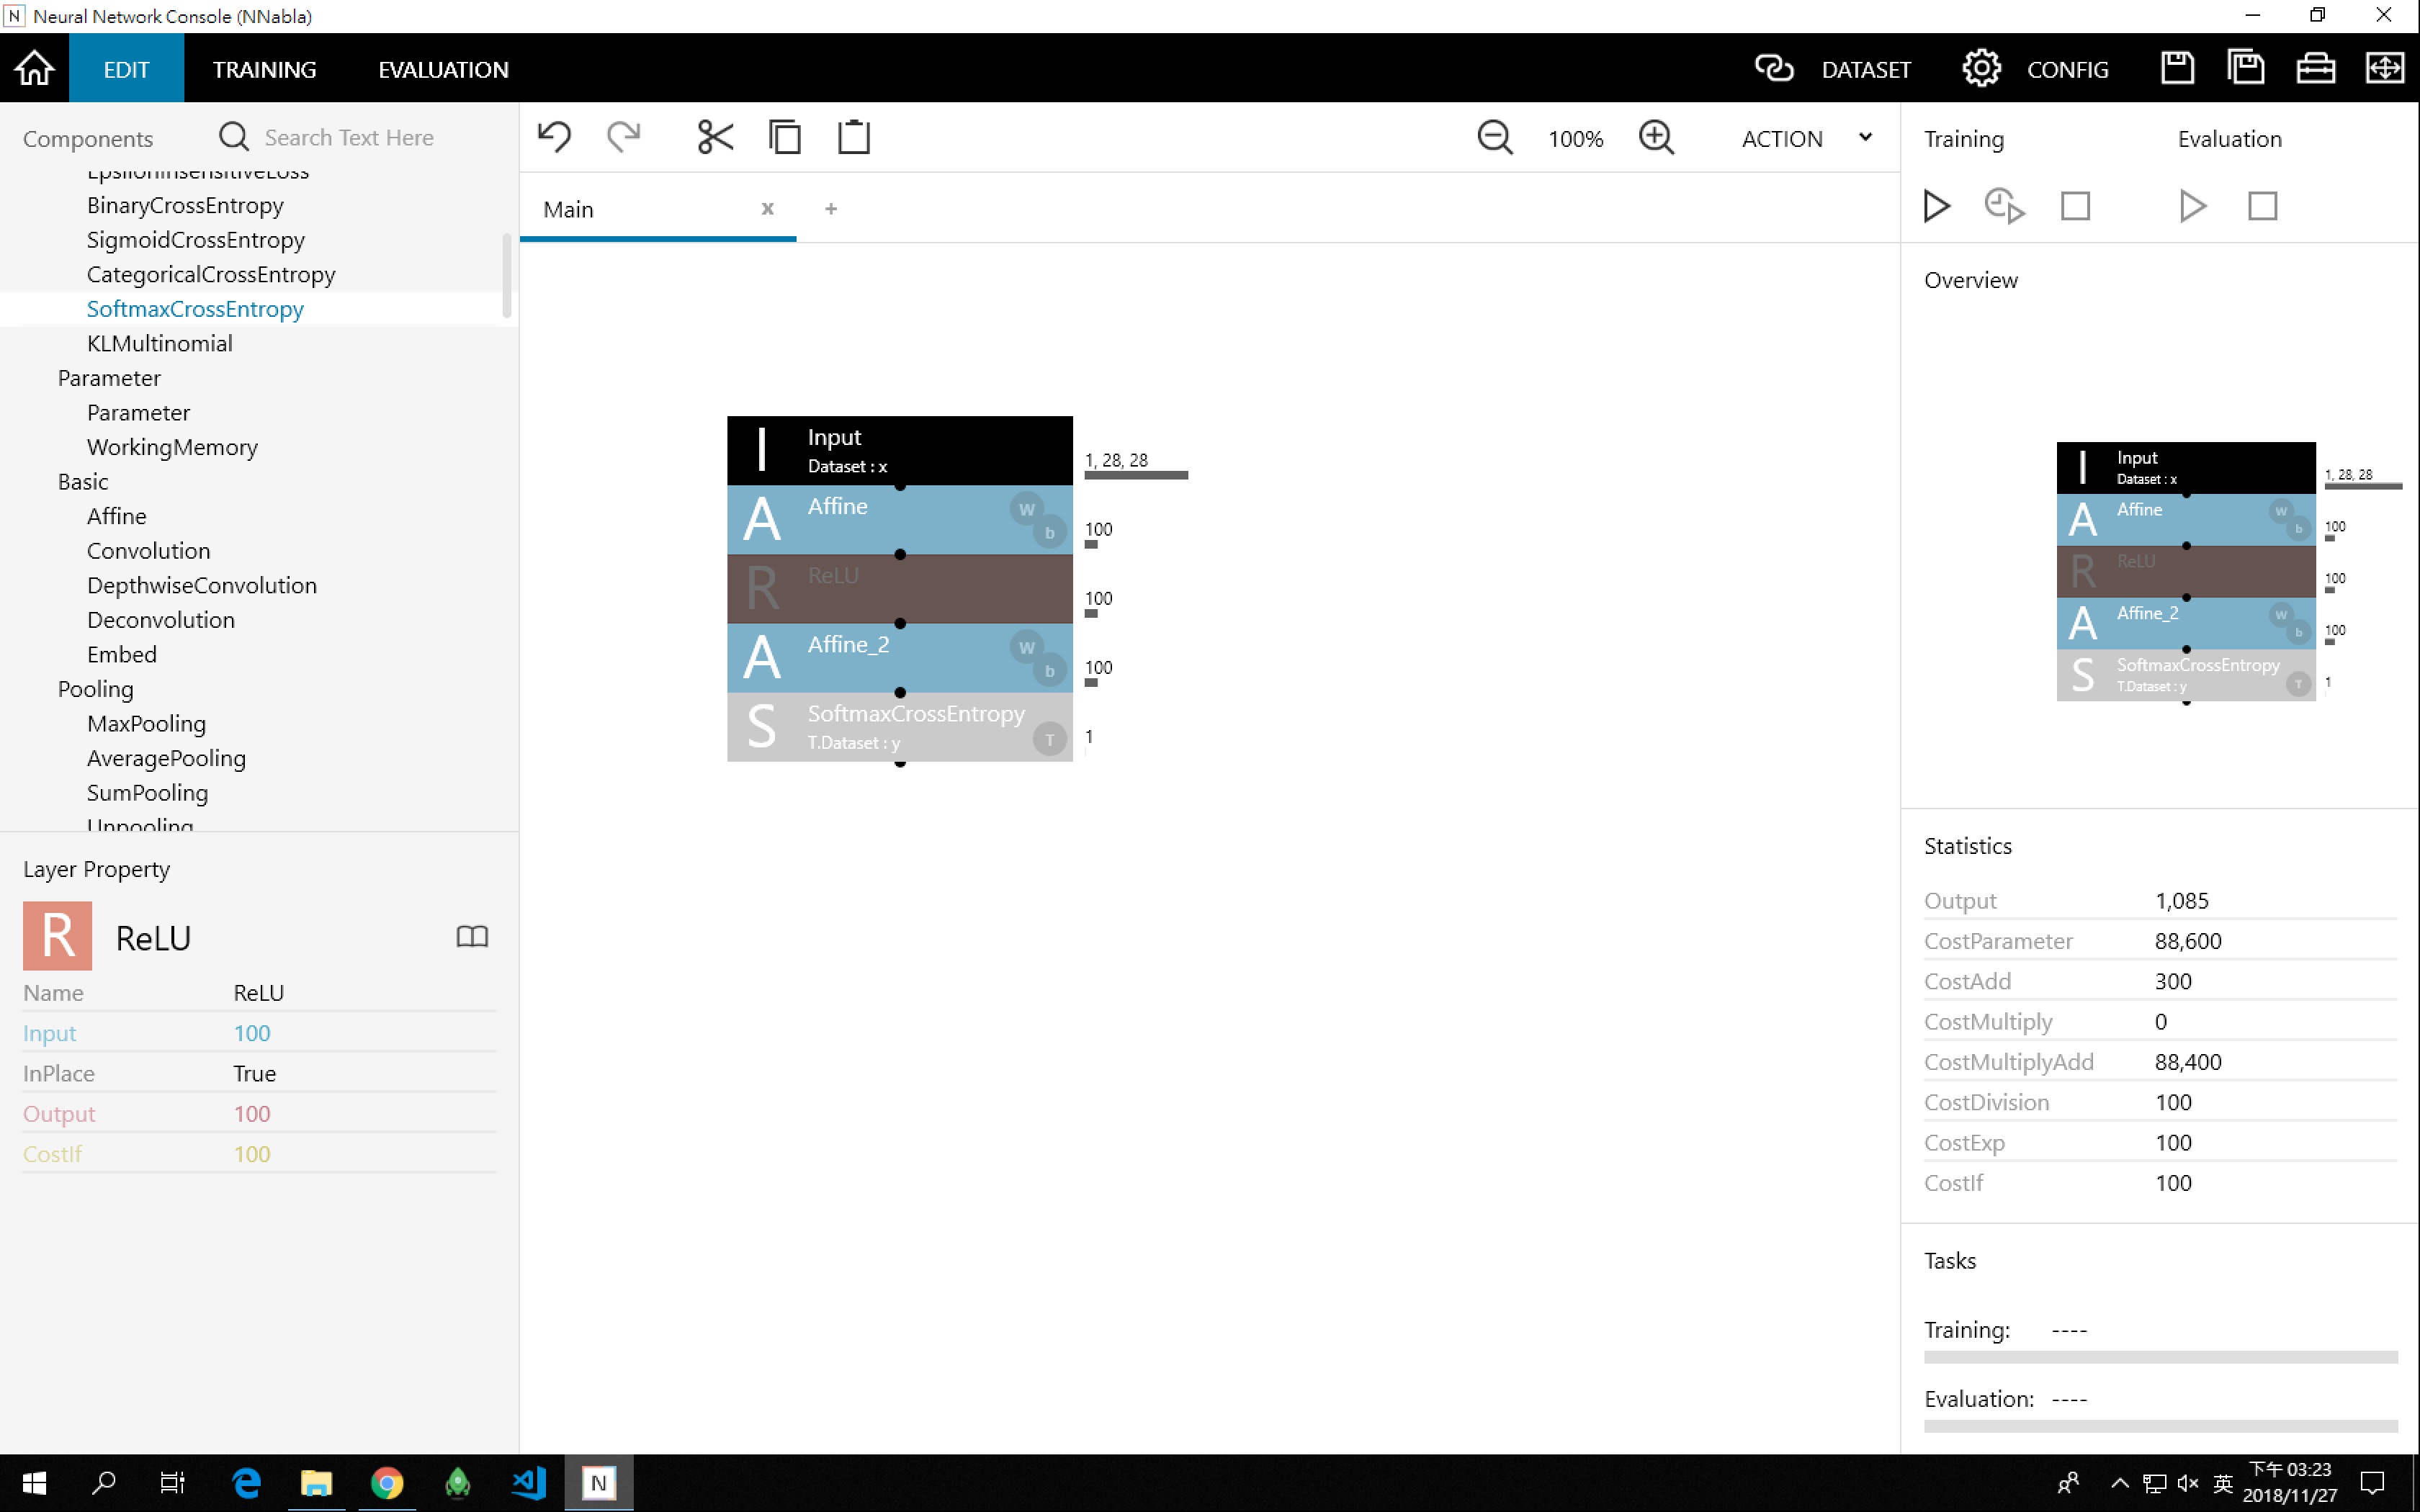 N Neural Network Console (NNabla)
EDIT TRAINING EVALUATION DATASET CONFIG
Components Search Text Here
EpsilonInsensitiveLoss
BinaryCrossEntropy
SigmoidCrossEntropy
CategoricalCrossEntropy
SoftmaxCrossEntropy
KLMultinomial
Parameter
Parameter
WorkingMemory
Basic
Affine
Convolution
DepthwiseConvolution
Deconvolution
Embed
Pooling
MaxPooling
AveragePooling
SumPooling
Unpooling
Layer Property
R ReLU
Name ReLU
Input 100
InPlace True
Output 100
CostIf 100
100% ACTION
Main x +
I Input
Dataset : x
1, 28, 28
A Affine W b
100
R ReLU
100
A Affine_2 W b
100
S SoftmaxCrossEntropy
T.Dataset : y T
1
Training Evaluation
Overview
I Input
Dataset : x
1, 28, 28
A Affine W b
100
R ReLU
100
A Affine_2 W b
100
S SoftmaxCrossEntropy
T.Dataset : y T
1
Statistics
Output 1,085
CostParameter 88,600
CostAdd 300
CostMultiply 0
CostMultiplyAdd 88,400
CostDivision 100
CostExp 100
CostIf 100
Tasks
Training: ----
Evaluation: ----
N
英
下午 03:23
2018/11/27